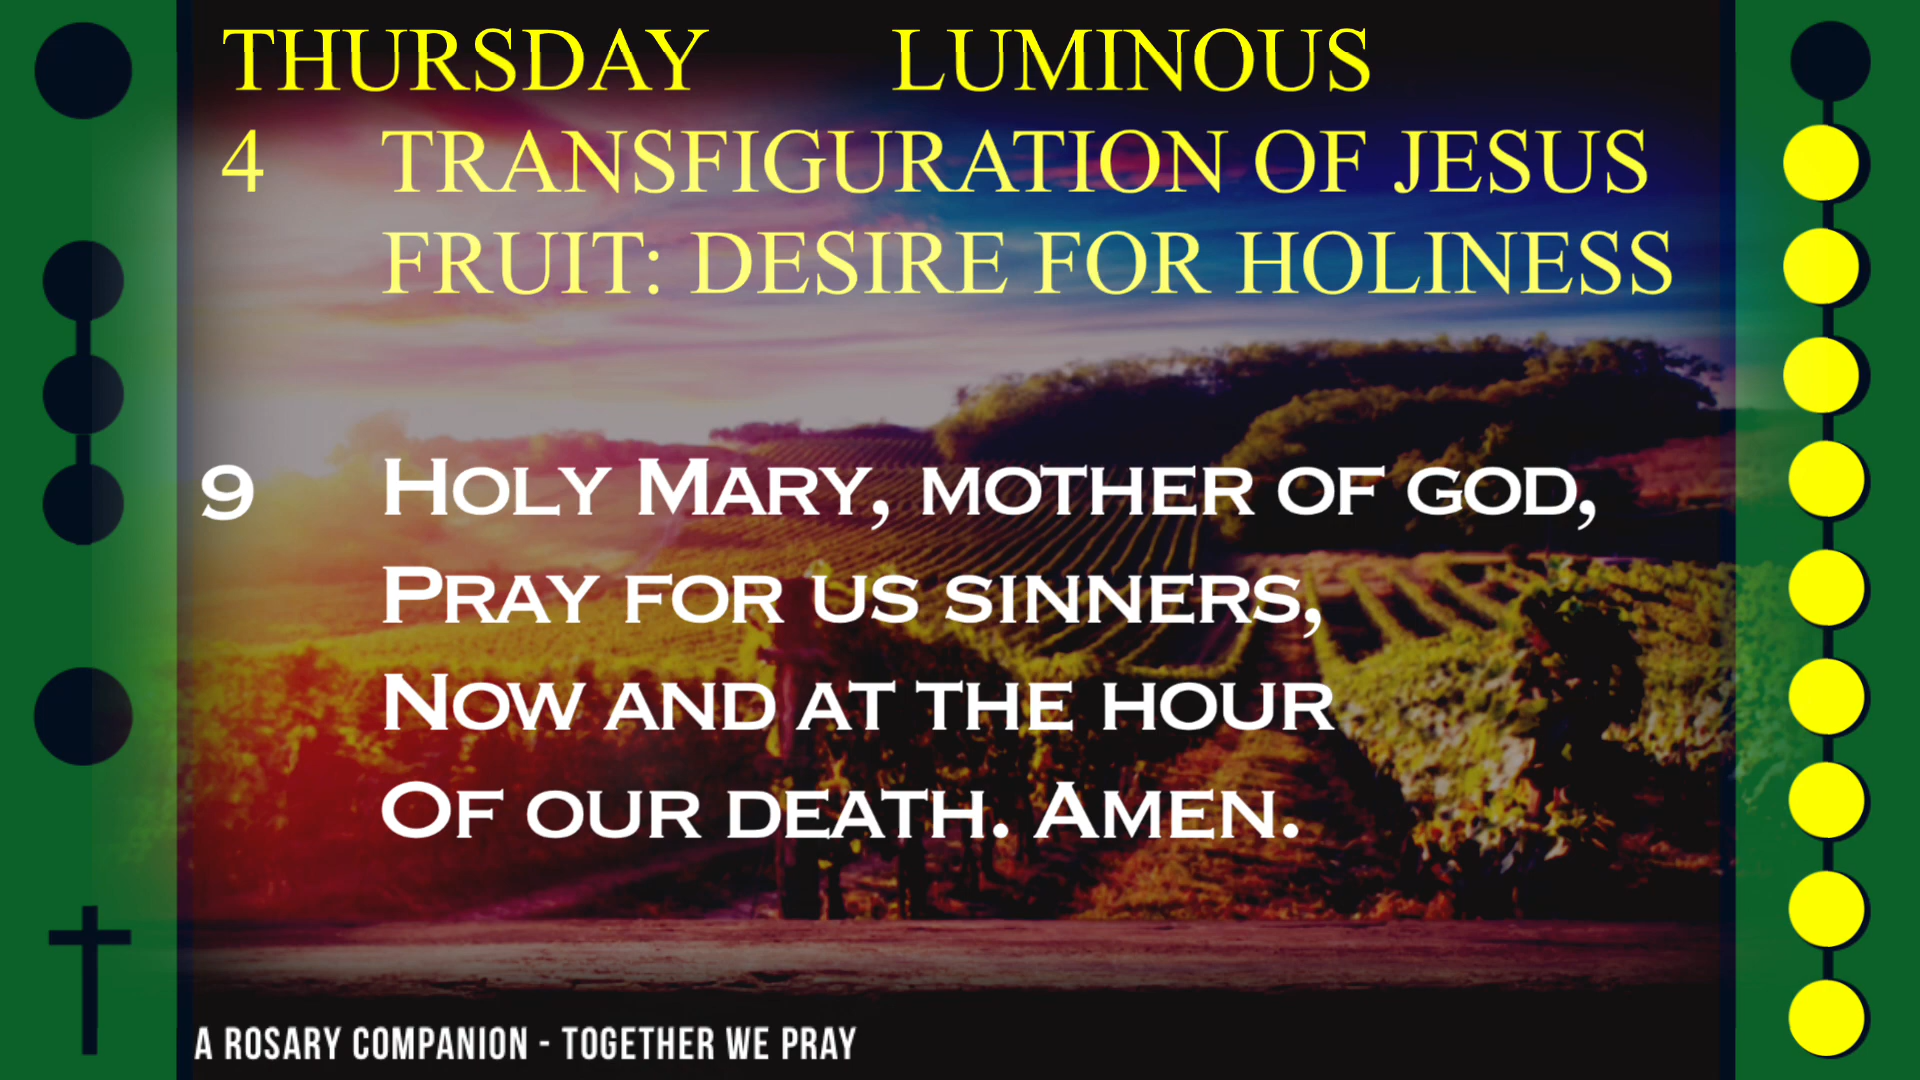 THURSDAY LUMINOUS
4 TRANSFIGURATION OF JESUS
FRUIT: DESIRE FOR HOLINESS
9 HOLY MARY, MOTHER OF GOD,
PRAY FOR US SINNERS,
NOW AND AT THE HOUR
OF OUR DEATH. AMEN.
A ROSARY COMPANION - TOGETHER WE PRAY